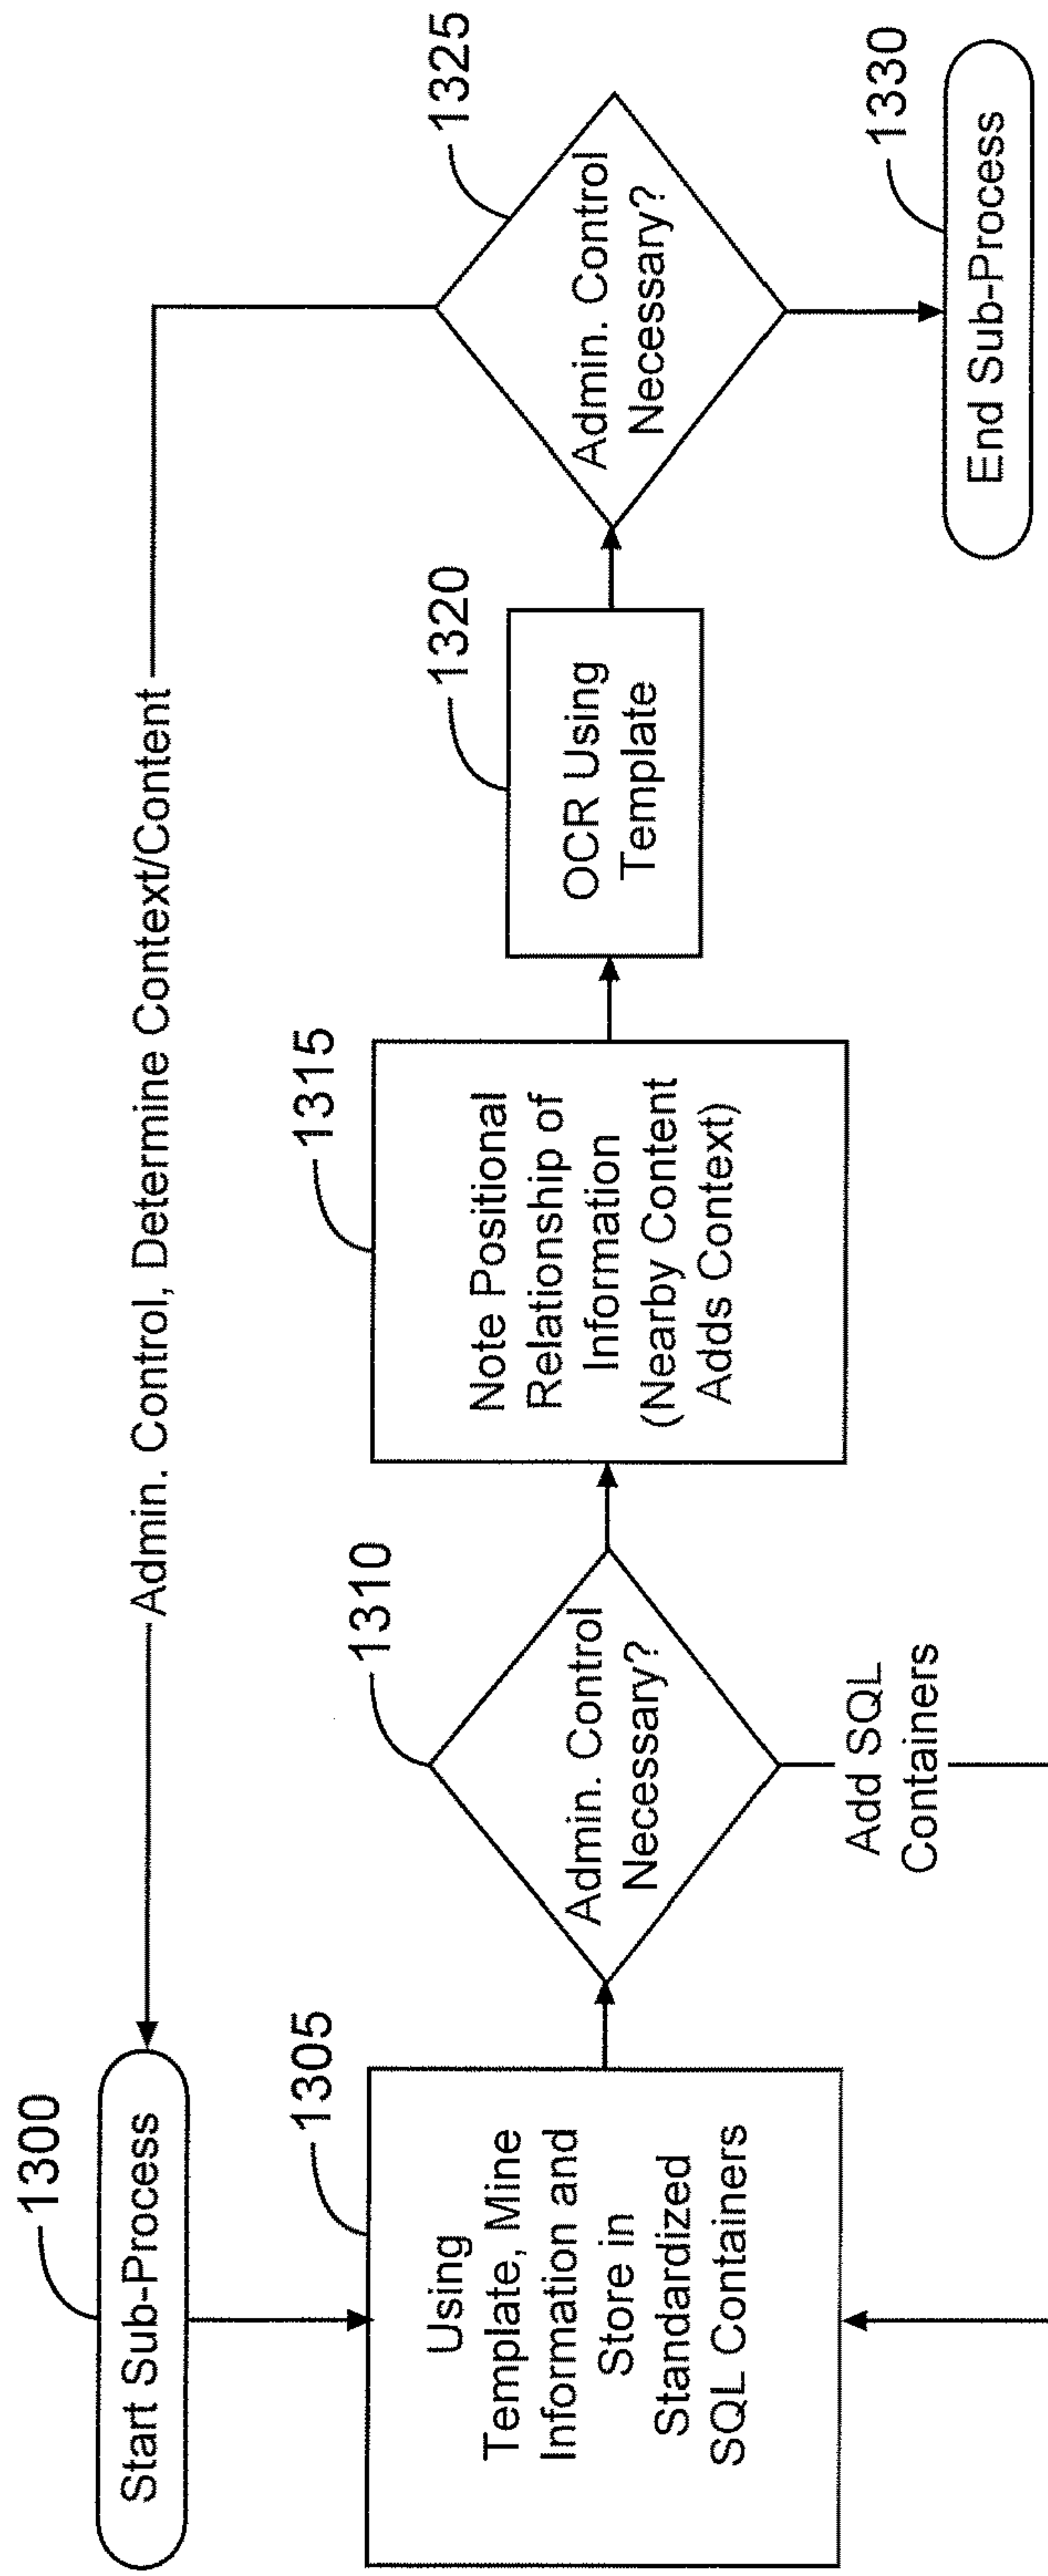 1300
Start Sub-Process
Admin. Control, Determine Context/Content
1305
Using
Template, Mine
Information and
Store in
Standardized
SQL Containers
1310
Admin. Control
Necessary?
Add SQL
Containers
1315
Note Positional
Relationship of
Information
(Nearby Content
Adds Context)
1320
OCR Using
Template
1325
Admin. Control
Necessary?
1330
End Sub-Process